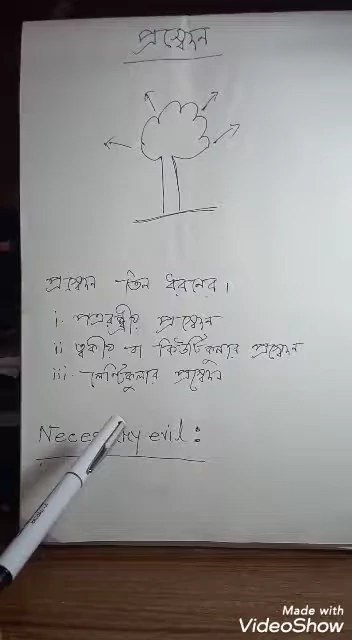 প্রস্বেদন
প্রস্বেদন তিন ধরনের।
i. পত্ররন্ধ্রীয় প্রস্বেদন
ii ত্বকীয় বা কিউটিকুলার প্রস্বেদন
iii. লেন্টিকুলার প্রস্বেদন
Necessary evil:
Made with
VideoShow